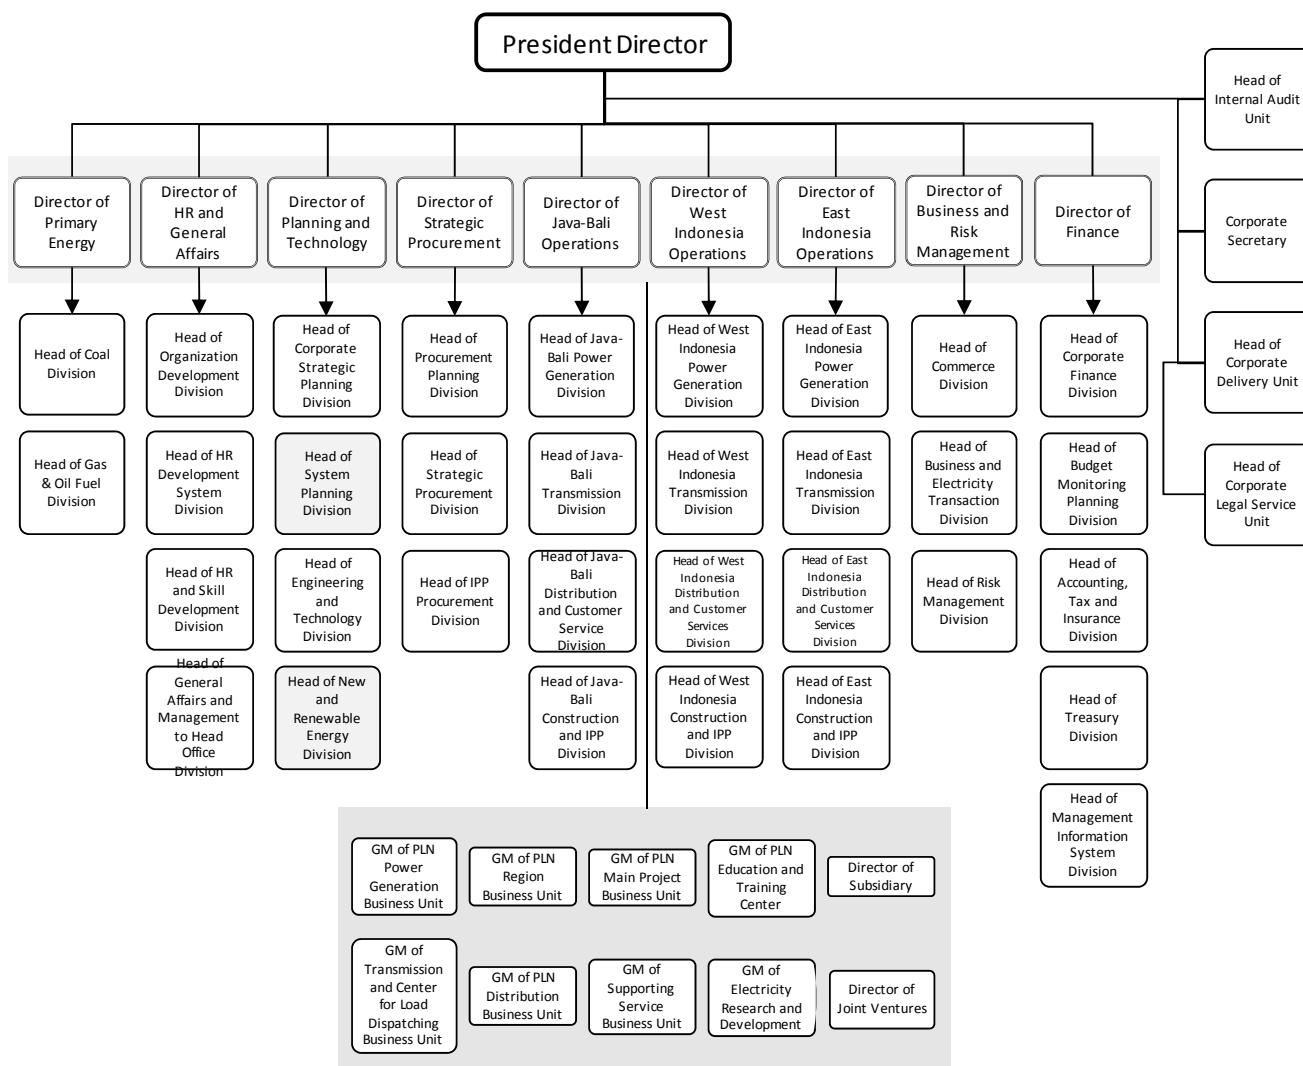 President Director
Head of
Internal Audit
Unit
Corporate
Secretary
Head of
Corporate
Delivery Unit
Head of
Corporate
Legal Service
Unit
Director of
Primary
Energy
Director of
HR and
General
Affairs
Director of
Planning and
Technology
Director of
Strategic
Procurement
Director of
Java-Bali
Operations
Director of
West
Indonesia
Operations
Director of
East
Indonesia
Operations
Director of
Business and
Risk
Management
Director of
Finance
Head of Coal
Division
Head of Gas
& Oil Fuel
Division
Head of
Organization
Development
Division
Head of HR
Development
System
Division
Head of HR
and Skill
Development
Division
Head of
General
Affairs and
Management
to Head
Office
Division
Head of
Corporate
Strategic
Planning
Division
Head of
System
Planning
Division
Head of
Engineering
and
Technology
Division
Head of New
and
Renewable
Energy
Division
Head of
Procurement
Planning
Division
Head of
Strategic
Procurement
Division
Head of IPP
Procurement
Division
Head of Java-
Bali Power
Generation
Division
Head of Java-
Bali
Transmission
Division
Head of Java-
Bali
Distribution
and Customer
Service
Division
Head of Java-
Bali
Construction
and IPP
Division
Head of West
Indonesia
Power
Generation
Division
Head of West
Indonesia
Transmission
Division
Head of West
Indonesia
Distribution
and Customer
Services
Division
Head of West
Indonesia
Construction
and IPP
Division
Head of East
Indonesia
Power
Generation
Division
Head of East
Indonesia
Transmission
Division
Head of East
Indonesia
Distribution
and Customer
Services
Division
Head of East
Indonesia
Construction
and IPP
Division
Head of
Commerce
Division
Head of
Business and
Electricity
Transaction
Division
Head of Risk
Management
Division
Head of
Corporate
Finance
Division
Head of
Budget
Monitoring
Planning
Division
Head of
Accounting,
Tax and
Insurance
Division
Head of
Treasury
Division
Head of
Management
Information
System
Division
GM of PLN
Power
Generation
Business Unit
GM of PLN
Region
Business Unit
GM of PLN
Main Project
Business Unit
GM of PLN
Education and
Training
Center
Director of
Subsidiary
GM of
Transmission
and Center
for Load
Dispatching
Business Unit
GM of PLN
Distribution
Business Unit
GM of
Supporting
Service
Business Unit
GM of
Electricity
Research and
Development
Director of
Joint Ventures